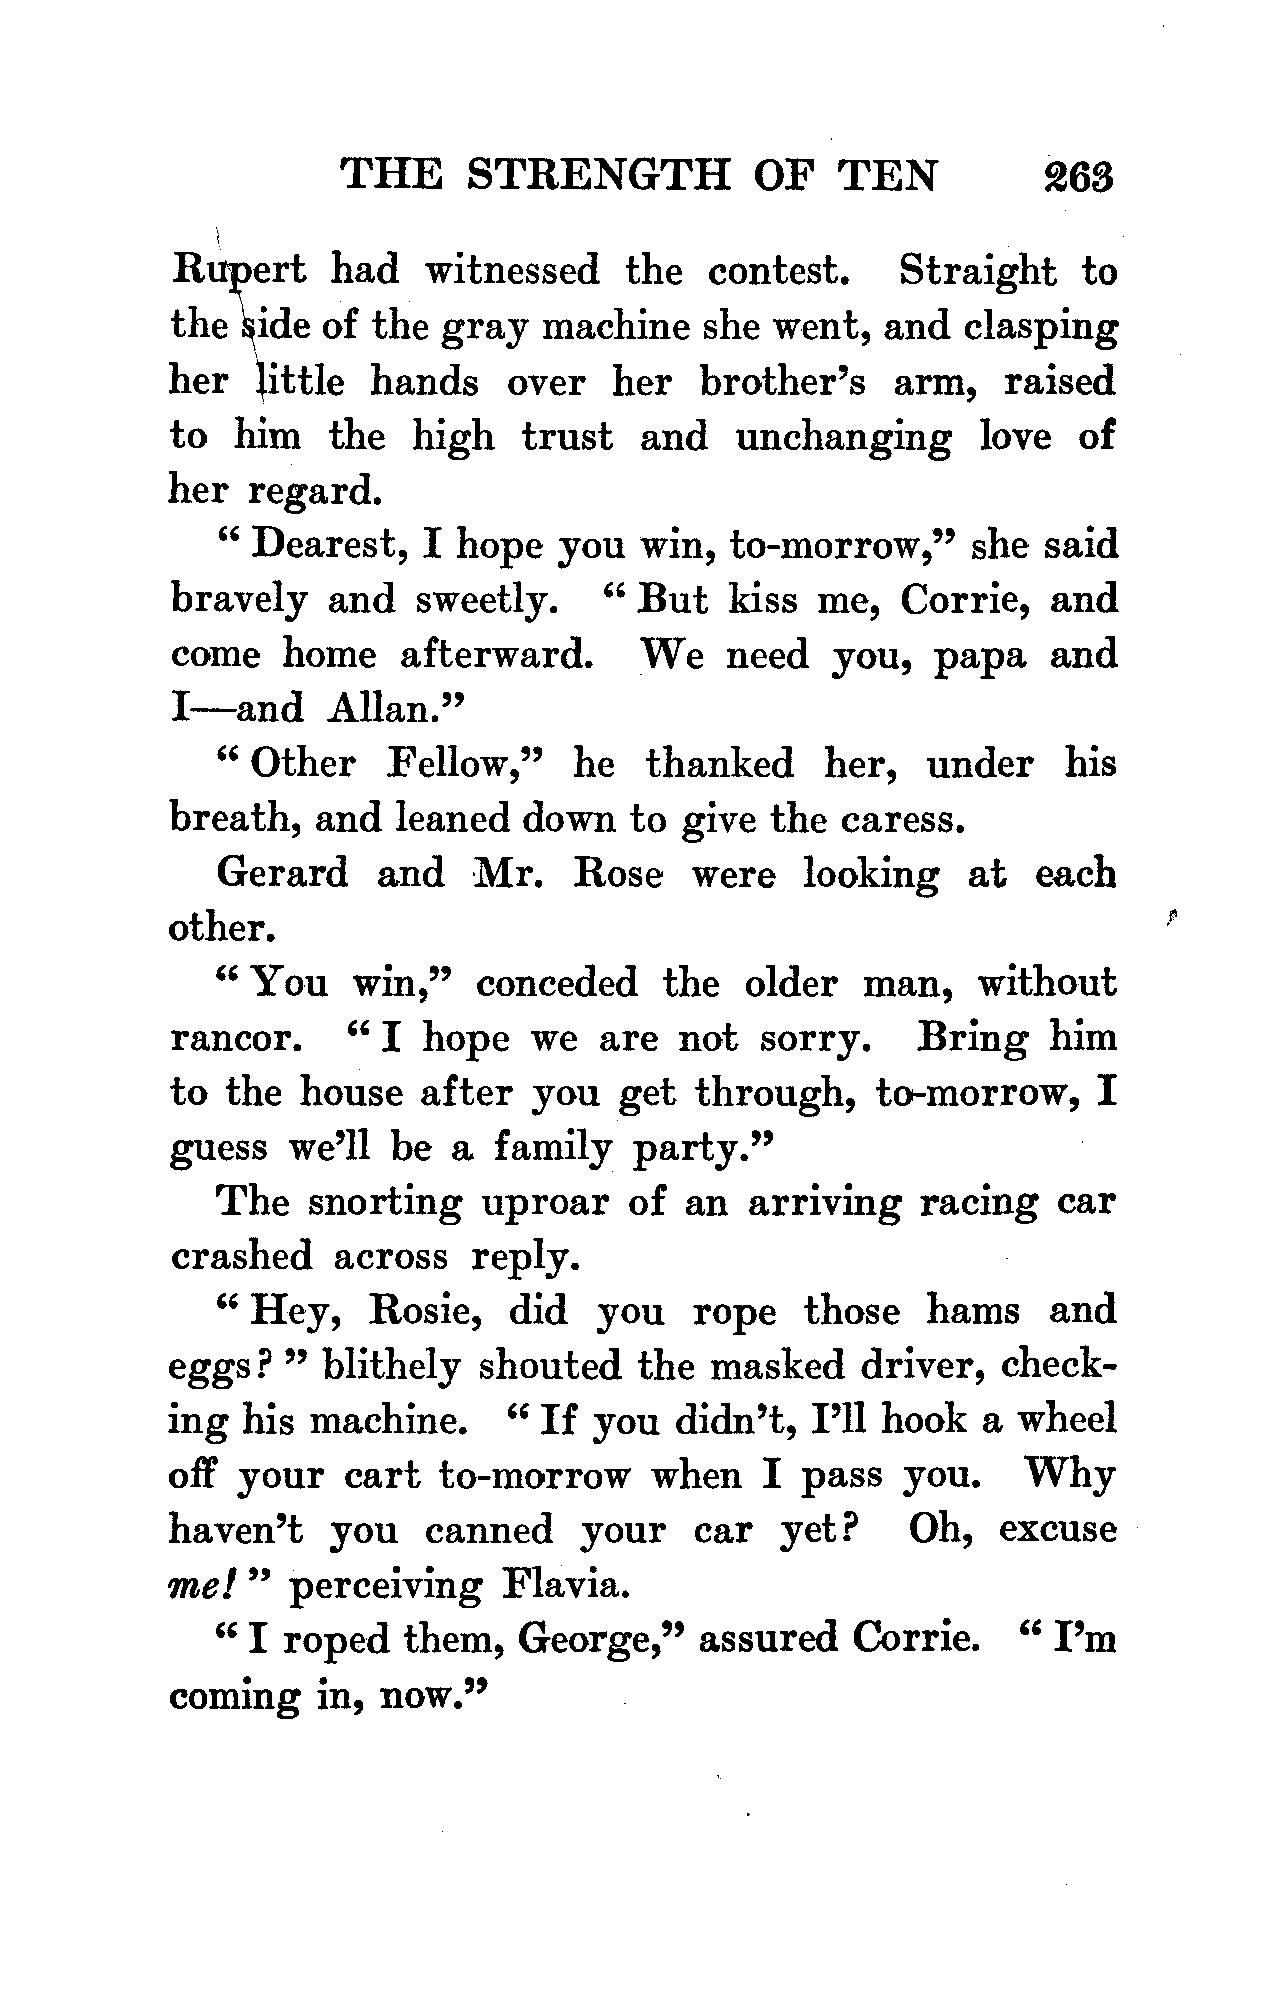 THE STRENGTH OF TEN 263
Rupert had witnessed the contest. Straight to
the side of the gray machine she went, and clasping
her little hands over her brother's arm, raised
to him the high trust and unchanging love of
her regard.
" Dearest, I hope you win, to-morrow," she said
bravely and sweetly. " But kiss me, Corrie, and
come home afterward. We need you, papa and
I—and Allan."
" Other Fellow," he thanked her, under his
breath, and leaned down to give the caress.
Gerard and Mr. Rose were looking at each
other.
" You win," conceded the older man, without
rancor. " I hope we are not sorry. Bring him
to the house after you get through, to-morrow, I
guess we'll be a family party."
The snorting uproar of an arriving racing car
crashed across reply.
" Hey, Rosie, did you rope those hams and
eggs? " blithely shouted the masked driver, check-
ing his machine. " If you didn't, I'll hook a wheel
off your cart to-morrow when I pass you. Why
haven't you canned your car yet? Oh, excuse
me! " perceiving Flavia.
" I roped them, George," assured Corrie. " I'm
coming in, now."